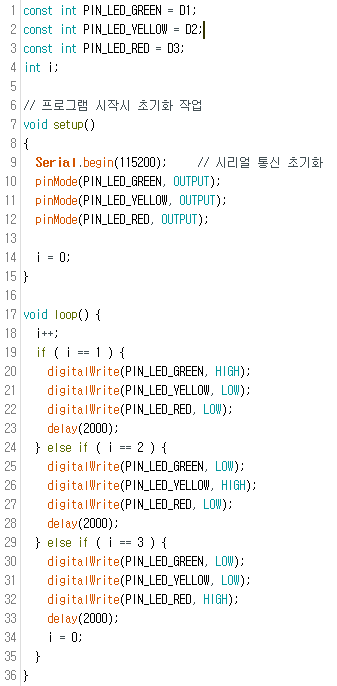 1 const int PIN_LED_GREEN = D1;
2 const int PIN_LED_YELLOW = D2;
3 const int PIN_LED_RED = D3;
4 int i;
5
6 // 프로그램 시작시 초기화 작업
7 void setup()
8 {
9   Serial.begin(115200);     // 시리얼 통신 초기화
10   pinMode(PIN_LED_GREEN, OUTPUT);
11   pinMode(PIN_LED_YELLOW, OUTPUT);
12   pinMode(PIN_LED_RED, OUTPUT);
13
14   i = 0;
15 }
16
17 void loop() {
18   i++;
19   if ( i == 1 ) {
20     digitalWrite(PIN_LED_GREEN, HIGH);
21     digitalWrite(PIN_LED_YELLOW, LOW);
22     digitalWrite(PIN_LED_RED, LOW);
23     delay(2000);
24   } else if ( i == 2 ) {
25     digitalWrite(PIN_LED_GREEN, LOW);
26     digitalWrite(PIN_LED_YELLOW, HIGH);
27     digitalWrite(PIN_LED_RED, LOW);
28     delay(2000);
29   } else if ( i == 3 ) {
30     digitalWrite(PIN_LED_GREEN, LOW);
31     digitalWrite(PIN_LED_YELLOW, LOW);
32     digitalWrite(PIN_LED_RED, HIGH);
33     delay(2000);
34     i = 0;
35   }
36 }